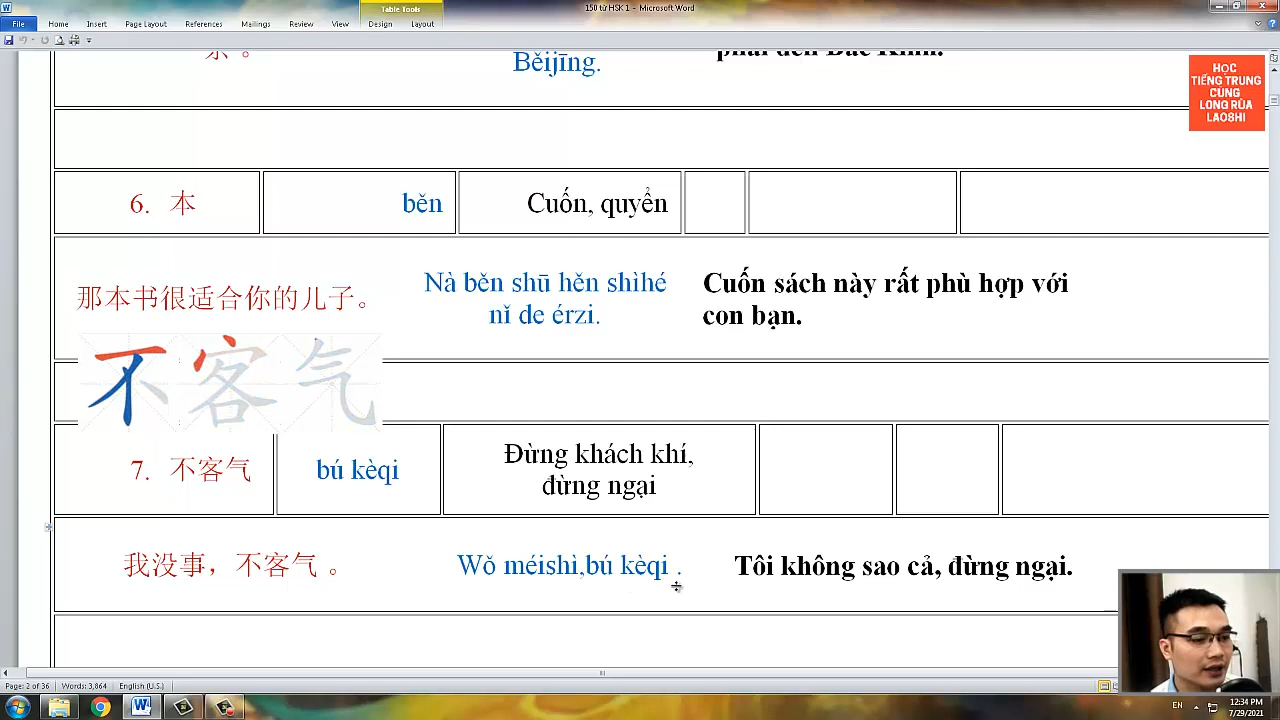 Table Tools
150 từ HSK 1 - Microsoft Word
File Home Insert Page Layout References Mailings Review View Design Layout
京 。
Běijīng.
phải đến Bắc Kinh.
HỌC
TIẾNG TRUNG
CÙNG
LONG RÙA
LAOSHI
6. 本 běn Cuốn, quyển
那本书很适合你的儿子。
Nà běn shū hěn shìhé
nǐ de érzi.
Cuốn sách này rất phù hợp với
con bạn.
不客气
7. 不客气 bú kèqi
Đừng khách khí,
đừng ngại
我没事，不客气 。 Wǒ méishì,bú kèqi . Tôi không sao cả, đừng ngại.
Page: 2 of 36 Words: 3,864 English (U.S.)
EN
12:34 PM
7/29/2021